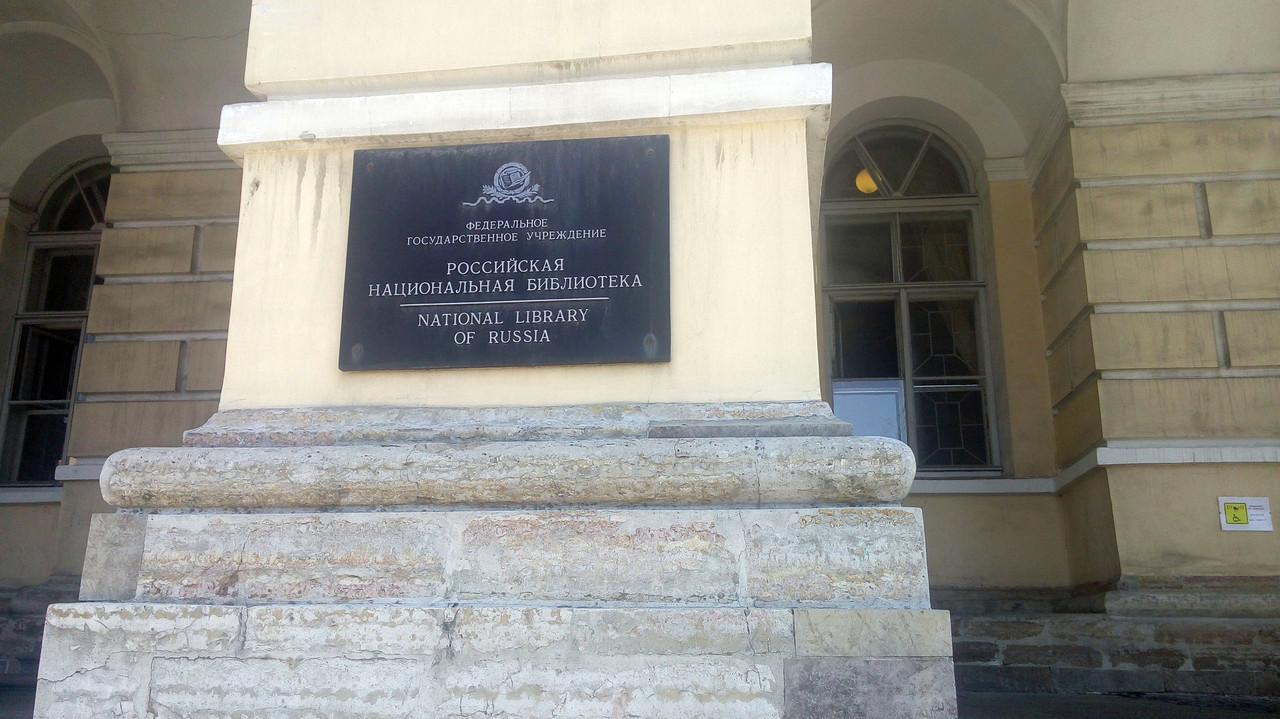 ФЕДЕРАЛЬНОЕ
ГОСУДАРСТВЕННОЕ УЧРЕЖДЕНИЕ
РОССИЙСКАЯ
НАЦИОНАЛЬНАЯ БИБЛИОТЕКА
NATIONAL LIBRARY
OF RUSSIA